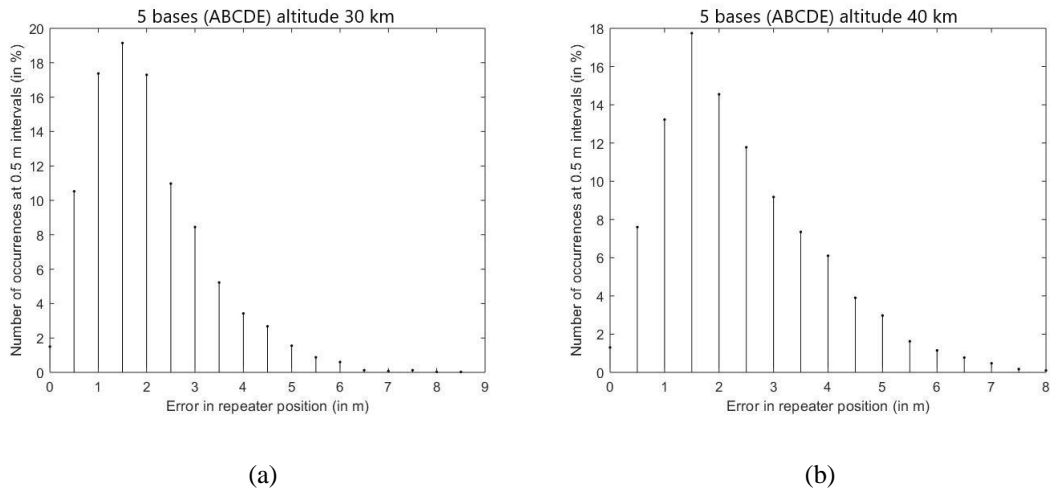 5 bases (ABCDE) altitude 30 km
Number of occurrences at 0.5 m intervals (in %)
20
18
16
14
12
10
8
6
4
2
0
0 1 2 3 4 5 6 7 8 9
Error in repeater position (in m)
(a)
5 bases (ABCDE) altitude 40 km
Number of occurrences at 0.5 m intervals (in %)
18
16
14
12
10
8
6
4
2
0
0 1 2 3 4 5 6 7 8
Error in repeater position (in m)
(b)